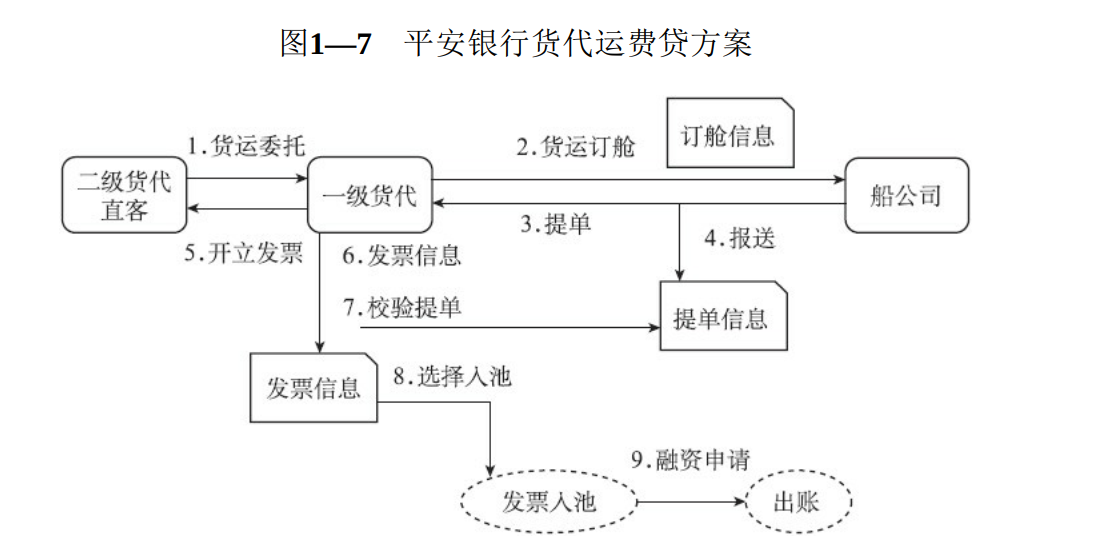 图1—7 平安银行货代运费贷方案
订舱信息
1.货运委托
2.货运订舱
二级货代
直客
一级货代
船公司
3.提单
4.报送
5.开立发票
6.发票信息
7.校验提单
提单信息
发票信息
8.选择入池
9.融资申请
发票入池
出账